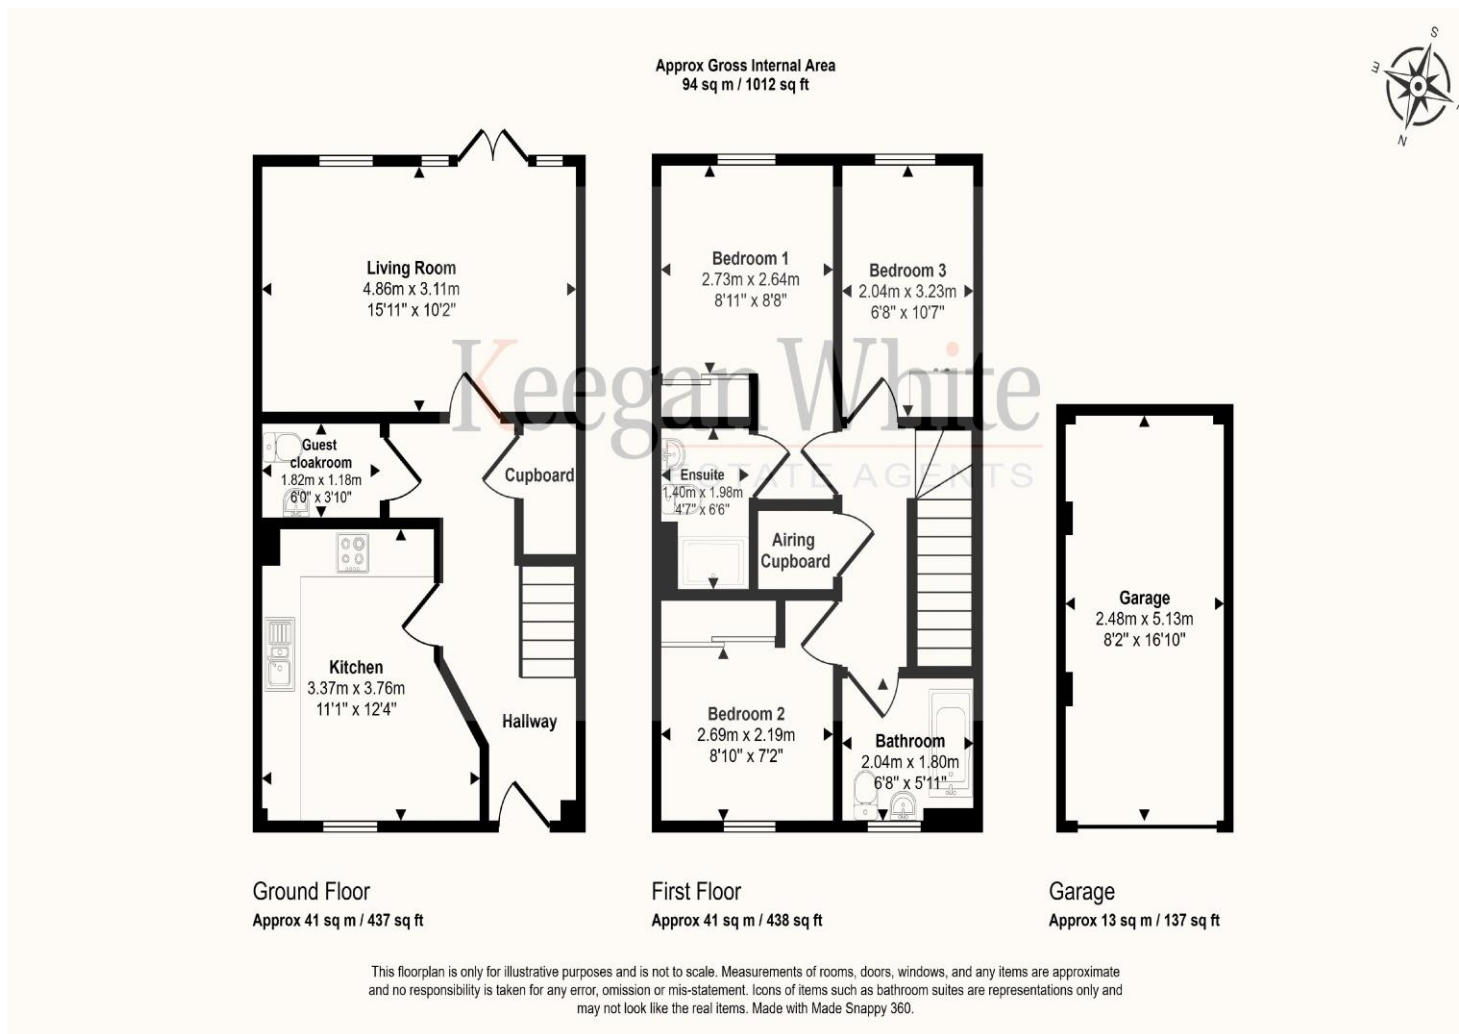 Approx Gross Internal Area
94 sq m / 1012 sq ft
S
E
N
Living Room
4.86m x 3.11m
15'11" x 10'2"
Guest
cloakroom
1.82m x 1.18m
6'0" x 3'10"
Cupboard
Kitchen
3.37m x 3.76m
11'1" x 12'4"
Hallway
Bedroom 1
2.73m x 2.64m
8'11" x 8'8"
Bedroom 3
2.04m x 3.23m
6'8" x 10'7"
Keegan White
ESTATE AGENTS
Ensuite
1.40m x 1.98m
4'7" x 6'6"
Airing
Cupboard
Bedroom 2
2.69m x 2.19m
8'10" x 7'2"
Bathroom
2.04m x 1.80m
6'8" x 5'11"
Garage
2.48m x 5.13m
8'2" x 16'10"
Ground Floor
Approx 41 sq m / 437 sq ft
First Floor
Approx 41 sq m / 438 sq ft
Garage
Approx 13 sq m / 137 sq ft
This floorplan is only for illustrative purposes and is not to scale. Measurements of rooms, doors, windows, and any items are approximate
and no responsibility is taken for any error, omission or mis-statement. Icons of items such as bathroom suites are representations only and
may not look like the real items. Made with Made Snappy 360.